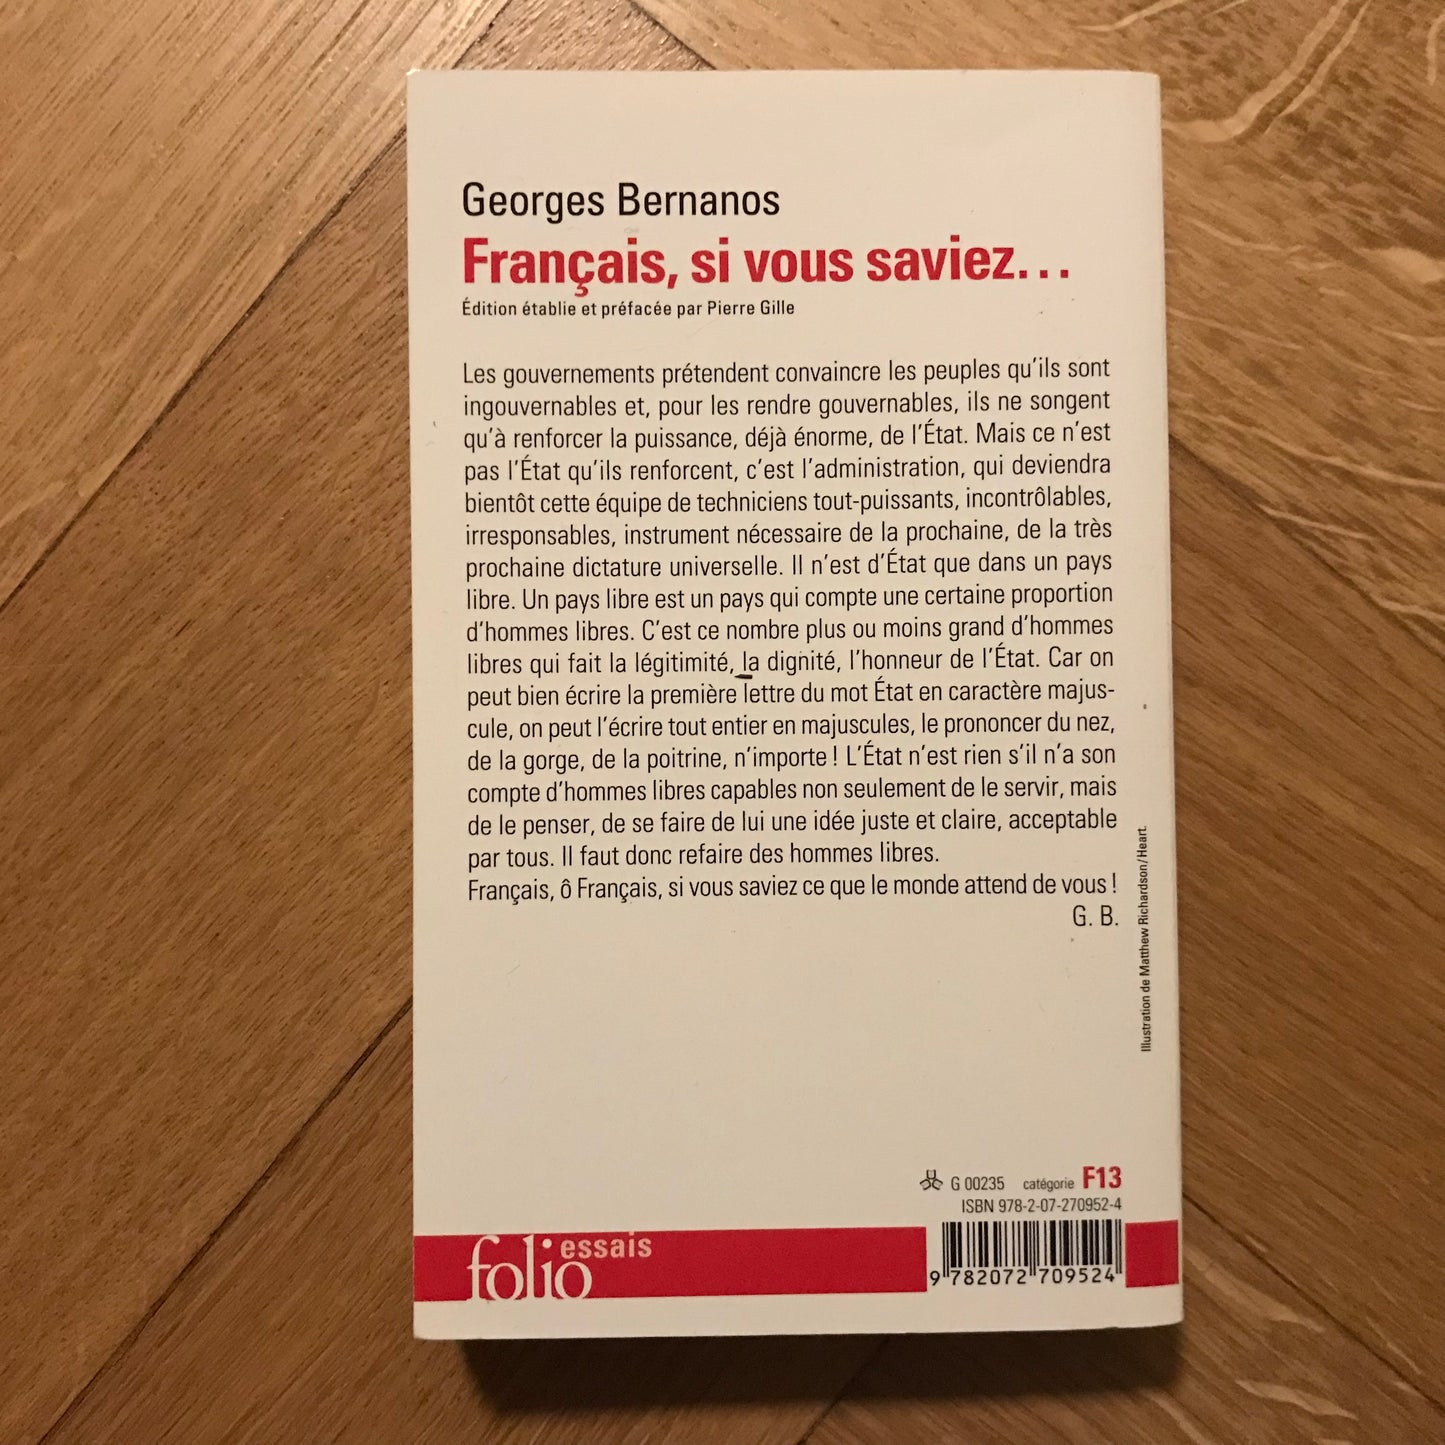 Georges Bernanos
Français, si vous saviez…
Édition établie et préfacée par Pierre Gille
Les gouvernements prétendent convaincre les peuples qu’ils sont
ingouvernables et, pour les rendre gouvernables, ils ne songent
qu’à renforcer la puissance, déjà énorme, de l’État. Mais ce n’est
pas l’État qu’ils renforcent, c’est l’administration, qui deviendra
bientôt cette équipe de techniciens tout-puissants, incontrôlables,
irresponsables, instrument nécessaire de la prochaine, de la très
prochaine dictature universelle. Il n’est d’État que dans un pays
libre. Un pays libre est un pays qui compte une certaine proportion
d’hommes libres. C’est ce nombre plus ou moins grand d’hommes
libres qui fait la légitimité, la dignité, l’honneur de l’État. Car on
peut bien écrire la première lettre du mot État en caractère majus-
cule, on peut l’écrire tout entier en majuscules, le prononcer du nez,
de la gorge, de la poitrine, n’importe ! L’État n’est rien s’il n’a son
compte d’hommes libres capables non seulement de le servir, mais
de le penser, de se faire de lui une idée juste et claire, acceptable
par tous. Il faut donc refaire des hommes libres.
Français, ô Français, si vous saviez ce que le monde attend de vous !
G. B.
Illustration de Matthew Richardson/Heart.
G 00235 catégorie F13
ISBN 978-2-07-270952-4
folio essais
9 782072 709524